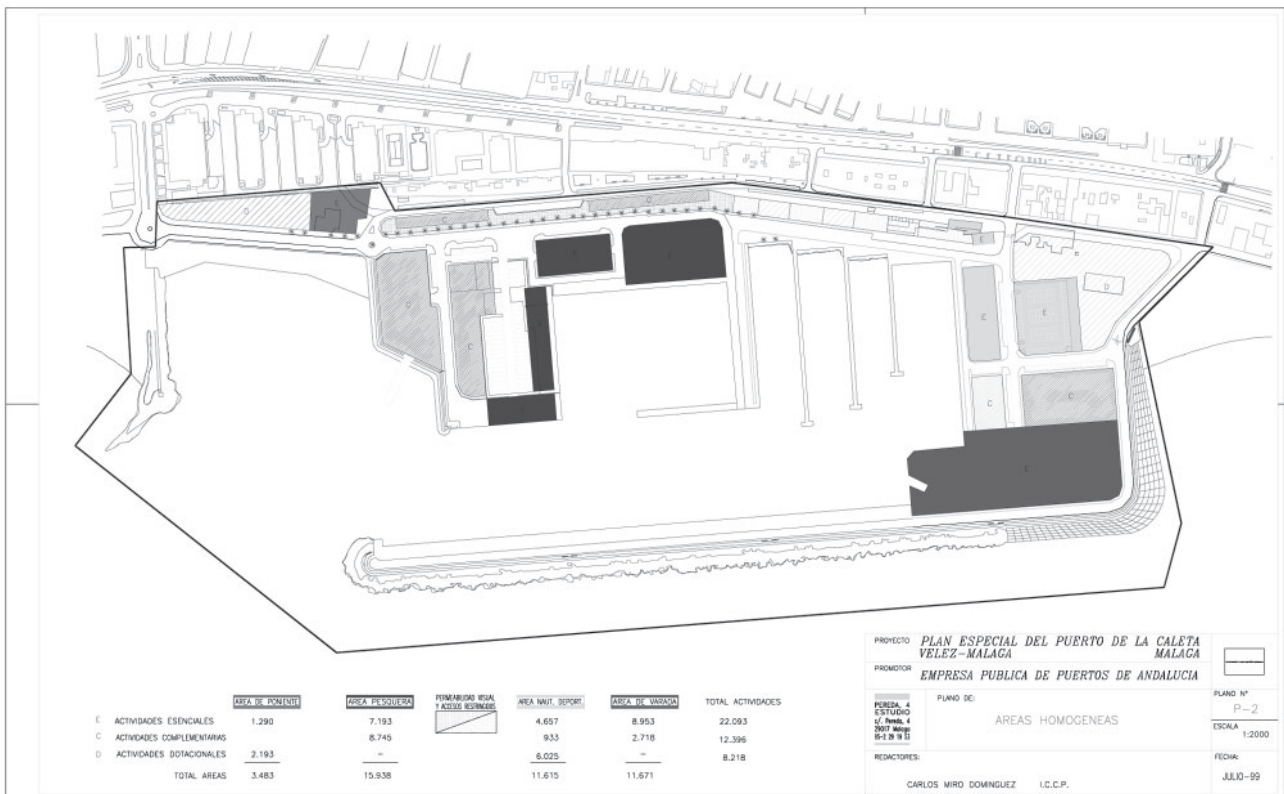 D
E
C
C
E
E
E
E
E
C
C
D
E
E
C
C
E
AREA DE PONIENTE AREA PESQUERA PERMEABILIDAD VISUAL Y ACCESOS RESTRINGIDOS AREA NAUT. DEPORT. AREA DE VARADA TOTAL ACTIVIDADES
E ACTIVIDADES ESENCIALES 1.290 7.193 4.657 8.953 22.093
C ACTIVIDADES COMPLEMENTARIAS 8.745 933 2.718 12.396
D ACTIVIDADES DOTACIONALES 2.193 - 6.025 - 8.218
TOTAL AREAS 3.483 15.938 11.615 11.671
PROYECTO PLAN ESPECIAL DEL PUERTO DE LA CALETA
VELEZ-MALAGA MALAGA
PROMOTOR EMPRESA PUBLICA DE PUERTOS DE ANDALUCIA
PEREDA, 4
ESTUDIO
c/. Pereda, 4
29017 Malaga
PLANO DE:
AREAS HOMOGENEAS
PLANO Nº
P-2
ESCALA
1:2000
REDACTORES:
CARLOS MIRO DOMINGUEZ I.C.C.P.
FECHA:
JULIO-99